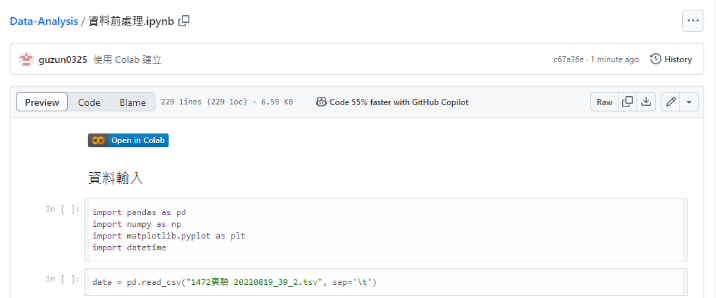 Data-Analysis / 資料前處理.ipynb
guzun0325 使用 Colab 建立 c67a36e · 1 minute ago History
Preview Code Blame 229 lines (229 loc) · 6.59 KB Code 55% faster with GitHub Copilot Raw
Open in Colab
資料輸入
In [ ]: import pandas as pd
import numpy as np
import matplotlib.pyplot as plt
import datetime
In [ ]: data = pd.read_csv("1472實驗 20220819_39_2.tsv", sep='\t')